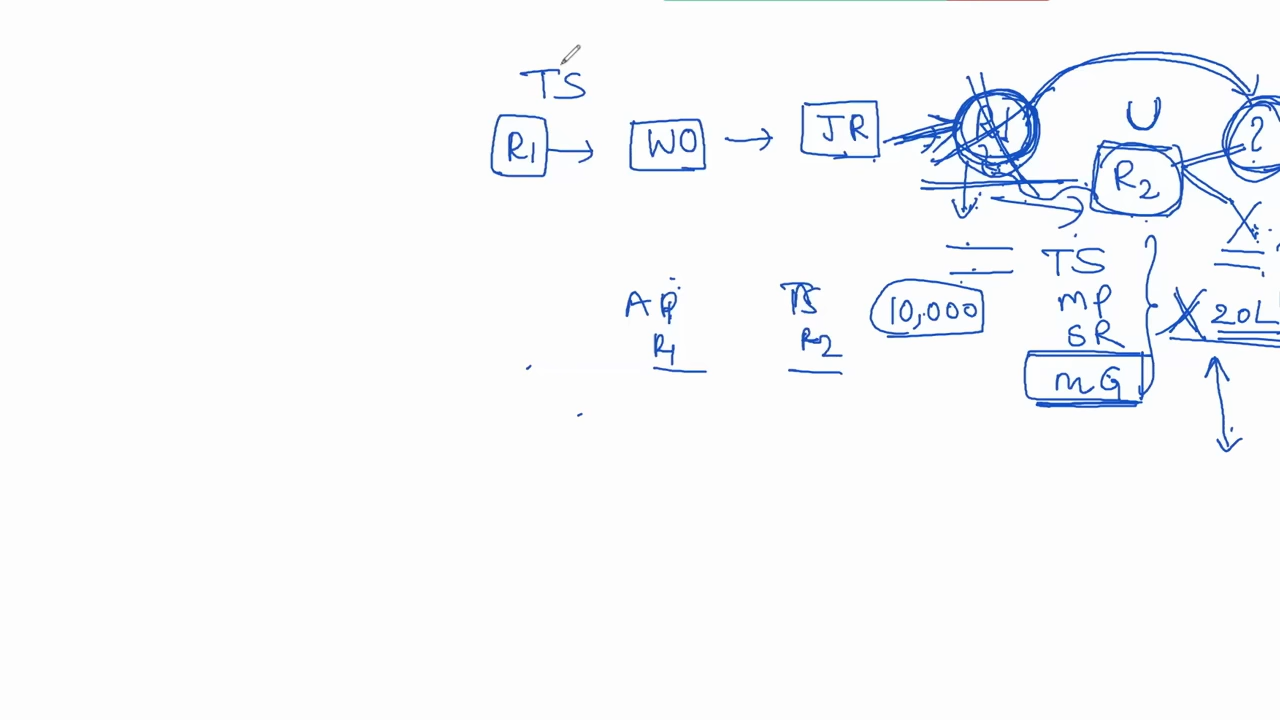 TS
R1 → WO → JR
U
R2
?
TS
MP
SR
MG
AP TS 10,000
R1 R2
X 20L